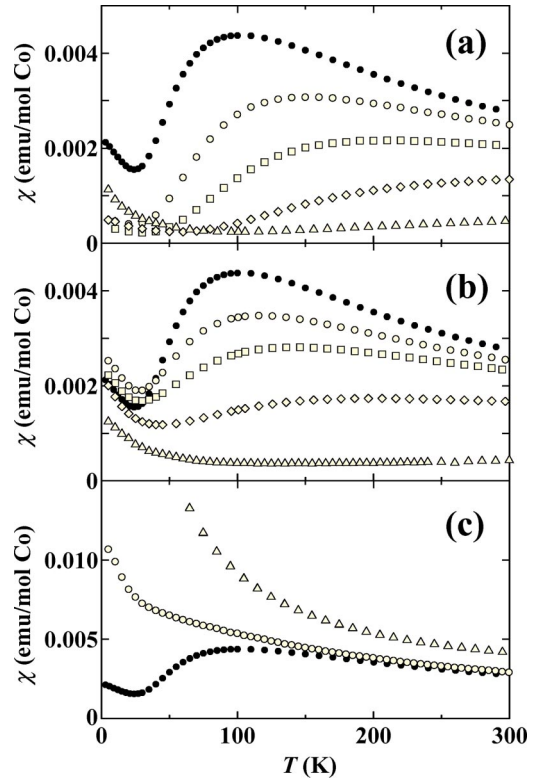 (a)
0.004
0.002
0
χ (emu/mol Co)
(b)
0.004
0.002
0
χ (emu/mol Co)
(c)
0.010
0.005
0
χ (emu/mol Co)
0 100 200 300
T (K)